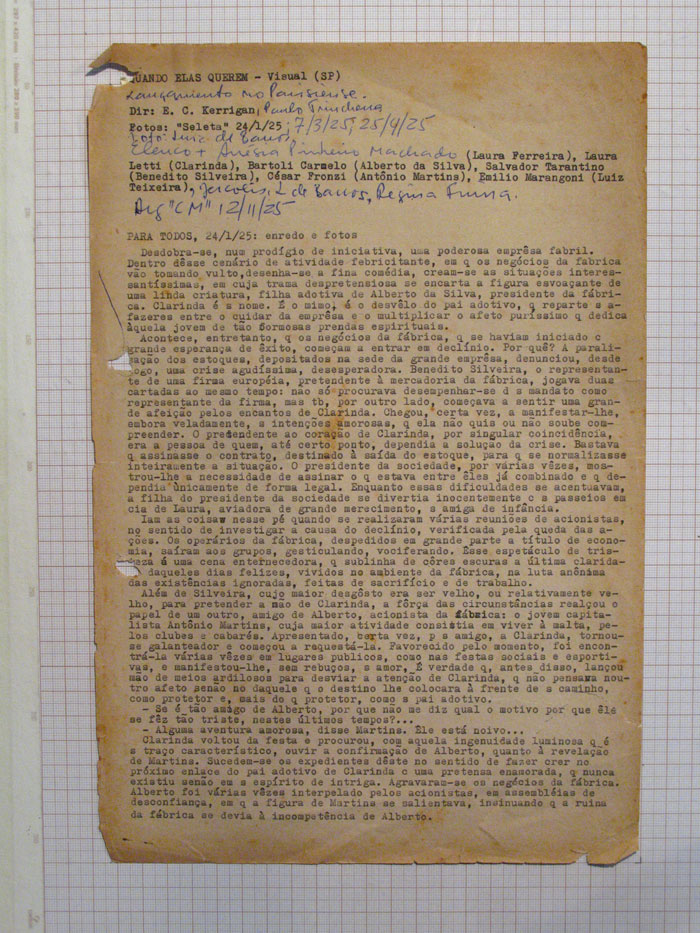 QUANDO ELAS QUEREM - Visual (SP)
Lançamento no Parisiense.
Dir: E. C. Kerrigan, Paulo Trincheira
Fotos: "Seleta" 24/1/25; 7/3/25; 25/4/25
Foto: Luiz de Barros
Elenco + Anésia Pinheiro Machado (Laura Ferreira), Laura
Letti (Clarinda), Bartoli Carmelo (Alberto da Silva), Salvador Tarantino
(Benedito Silveira), César Fronzi (Antônio Martins), Emilio Marangoni (Luiz
Teixeira), L. de Barros, Regina Fuina.
Arg "CM" 12/11/25
PARA TODOS, 24/1/25: enredo e fotos
Desdobra-se, num prodígio de iniciativa, uma poderosa emprêsa fabril.
Dentro dêsse cenário de atividade febricitante, em q os negócios da fabrica
vão tomando vulto,desenha-se a fina comédia, cream-se as situações interes-
santíssimas, em cuja trama despretensiosa se encarta a figura esvoaçante de
uma linda criatura, filha adotiva de Alberto da Silva, presidente da fábri-
ca. Clarinda é s nome. É o mimo, é o desvêlo do pai adotivo, q reparte s a-
fazeres entre o cuidar da emprêsa e o multiplicar o afeto puríssimo q dedica
àquela jovem de tão formosas prendas espirituais.
Acontece, entretanto, q os negócios da fábrica, q se haviam iniciado c
grande esperança de êxito, começam a entrar em declínio. Por quê? A parali-
zação dos estoques, depositados na sede da grande emprêsa, denunciou, desde
logo, uma crise agudíssima, desesperadora. Benedito Silveira, o representan-
te de uma firma européia, pretendente à mercadoria da fábrica, jogava duas
cartadas ao mesmo tempo: não só procurava desempenhar-se d s mandato como
representante da firma, mas tb, por outro lado, começava a sentir uma gran-
de afeição pelos encantos de Clarinda. Chegou, certa vez, a manifestar-lhe,
embora veladamente, s intenções amorosas, q ela não quis ou não soube com-
preender. O pretendente ao coração de Clarinda, por singular coincidência,
era a pessoa de quem, até certo ponto, dependia a solução da crise. Bastava
q assinasse o contrato, destinado à saída do estoque, para q se normalizasse
inteiramente a situação. O presidente da sociedade, por várias vêzes, mos-
trou-lhe a necessidade de assinar o q estava entre êles já combinado e q de-
pendia únicamente de forma legal. Enquanto essas dificuldades se acentuavam,
a filha do presidente da sociedade se divertia inocentemente c s passeios em
cia de Laura, aviadora de grande merecimento, s amiga de infância.
Iam as coisas nesse pé quando se realizaram várias reuniões de acionistas,
no sentido de investigar a causa do declínio, verificada pela queda das a-
ções. Os operários da fábrica, despedidos em grande parte a título de econo-
mia, saíram aos grupos, gesticulando, vociferando. Esse espetáculo de tris-
teza é uma cena enternecedora, q sublinha de côres escuras a última clarida-
de daqueles dias felizes, vividos no ambiente da fábrica, na luta anônima
das existências ignoradas, feitas de sacrifício e de trabalho.
Além de Silveira, cujo maior desgôsto era ser velho, ou relativamente ve-
lho, para pretender a mão de Clarinda, a fôrça das circunstâncias realçou o
papel de um outro, amigo de Alberto, acionista da fábrica: o jovem capita-
lista Antônio Martins, cuja maior atividade consistia em viver à malta, pe-
los clubes e cabarés. Apresentado, certa vez, p s amigo, a Clarinda, tornou-
se galanteador e começou a requestá-la. Favorecido pelo momento, foi encon-
trá-la várias vêzes em lugares publicos, como nas festas sociais e esporti-
vas, e manifestou-lhe, sem rebuços, s amor. É verdade q, antes disso, lançou
mão de meios ardilosos para desviar a atenção de Clarinda, q não pensava nou-
tro afeto senão no daquele q o destino lhe colocara à frente de s caminho,
como protetor e, mais do q protetor, como s pai adotivo.
- Se é tão amigo de Alberto, por que não me diz qual o motivo por que êle
se fêz tão triste, nestes últimos tempos?...
- Alguma aventura amorosa, disse Martins. Ele está noivo...
Clarinda voltou da festa e procurou, com aquela ingenuidade luminosa q é
s traço característico, ouvir a confirmação de Alberto, quanto à revelação
de Martins. Sucedem-se os expedientes dêste no sentido de fazer crer no
próximo enlace do pai adotivo de Clarinda c uma pretensa enamorada, q nunca
existiu senão em s espírito de intriga. Agravaram-se os negócios da fábrica.
Alberto foi várias vêzes interpelado pelos acionistas, em assembléias de
desconfiança, em q a figura de Martins se salientava, insinuando q a ruina
da fábrica se devia à incompetência de Alberto.